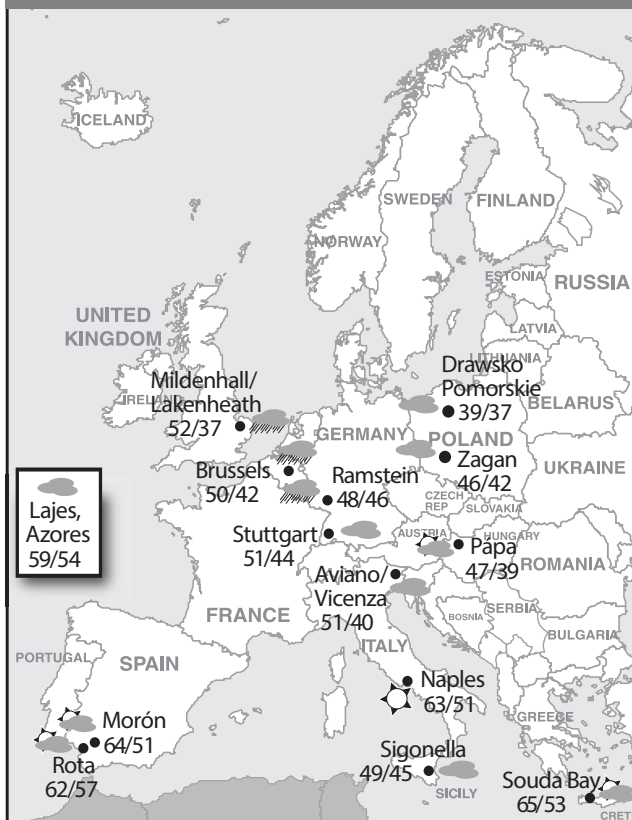 ICELAND
SWEDEN
FINLAND
NORWAY
ESTONIA
RUSSIA
UNITED
KINGDOM
LATVIA
LITHUANIA
Drawsko
Pomorskie
39/37
Mildenhall/
Lakenheath
52/37
IRELAND
BELARUS
GERMANY
POLAND
Zagan
46/42
Brussels
50/42
Ramstein
48/46
UKRAINE
Lajes,
Azores
59/54
CZECH
REP
SLOVAKIA
Stuttgart
51/44
AUSTRIA
HUNGARY
Pápa
47/39
ROMANIA
Aviano/
Vicenza
51/40
FRANCE
BOSNIA
SERBIA
BULGARIA
ITALY
PORTUGAL
SPAIN
Naples
63/51
GREECE
Morón
64/51
Rota
62/57
Sigonella
49/45
SICILY
Souda Bay
65/53
CRETE